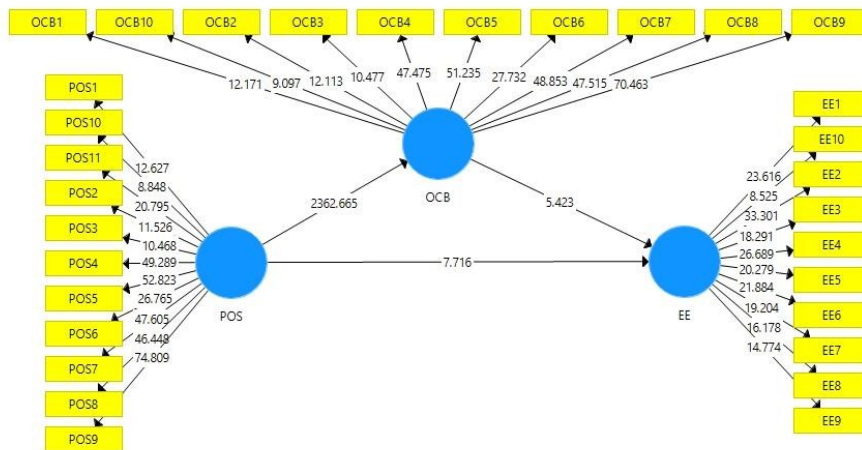 OCB1 OCB10 OCB2 OCB3 OCB4 OCB5 OCB6 OCB7 OCB8 OCB9
12.171 9.097 12.113 10.477 47.475 51.235 27.732 48.853 47.515 70.463
POS1
POS10
POS11
POS2
POS3
POS4
POS5
POS6
POS7
POS8
POS9
12.627
8.848
20.795
11.526
10.468
49.289
52.823
26.765
47.605
46.448
74.809
POS
2362.665
OCB
5.423
7.716
EE
23.616
8.525
33.301
18.291
26.689
20.279
21.884
19.204
16.178
14.774
EE1
EE10
EE2
EE3
EE4
EE5
EE6
EE7
EE8
EE9